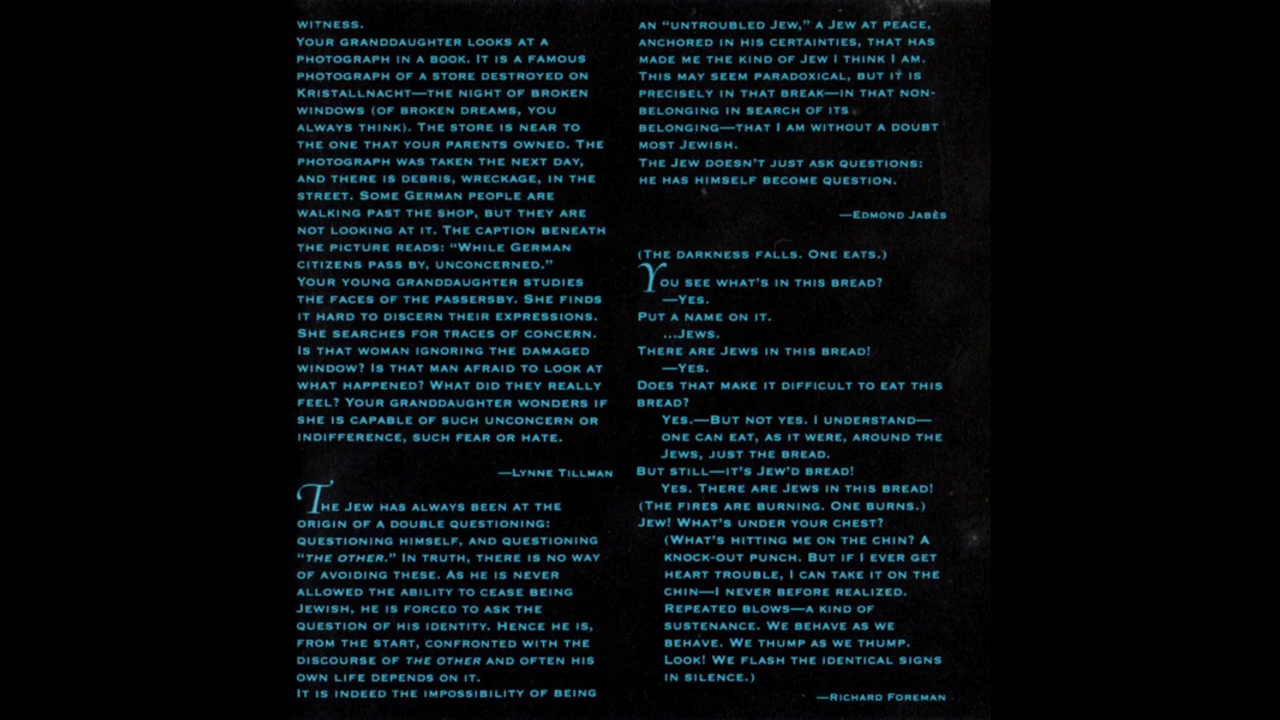 WITNESS.
YOUR GRANDDAUGHTER LOOKS AT A
PHOTOGRAPH IN A BOOK. IT IS A FAMOUS
PHOTOGRAPH OF A STORE DESTROYED ON
KRISTALLNACHT—THE NIGHT OF BROKEN
WINDOWS (OF BROKEN DREAMS, YOU
ALWAYS THINK). THE STORE IS NEAR TO
THE ONE THAT YOUR PARENTS OWNED. THE
PHOTOGRAPH WAS TAKEN THE NEXT DAY,
AND THERE IS DEBRIS, WRECKAGE, IN THE
STREET. SOME GERMAN PEOPLE ARE
WALKING PAST THE SHOP, BUT THEY ARE
NOT LOOKING AT IT. THE CAPTION BENEATH
THE PICTURE READS: “WHILE GERMAN
CITIZENS PASS BY, UNCONCERNED.”
YOUR YOUNG GRANDDAUGHTER STUDIES
THE FACES OF THE PASSERSBY. SHE FINDS
IT HARD TO DISCERN THEIR EXPRESSIONS.
SHE SEARCHES FOR TRACES OF CONCERN.
IS THAT WOMAN IGNORING THE DAMAGED
WINDOW? IS THAT MAN AFRAID TO LOOK AT
WHAT HAPPENED? WHAT DID THEY REALLY
FEEL? YOUR GRANDDAUGHTER WONDERS IF
SHE IS CAPABLE OF SUCH UNCONCERN OR
INDIFFERENCE, SUCH FEAR OR HATE.
—LYNNE TILLMAN
THE JEW HAS ALWAYS BEEN AT THE
ORIGIN OF A DOUBLE QUESTIONING:
QUESTIONING HIMSELF, AND QUESTIONING
“THE OTHER.” IN TRUTH, THERE IS NO WAY
OF AVOIDING THESE. AS HE IS NEVER
ALLOWED THE ABILITY TO CEASE BEING
JEWISH, HE IS FORCED TO ASK THE
QUESTION OF HIS IDENTITY. HENCE HE IS,
FROM THE START, CONFRONTED WITH THE
DISCOURSE OF THE OTHER AND OFTEN HIS
OWN LIFE DEPENDS ON IT.
IT IS INDEED THE IMPOSSIBILITY OF BEING
AN “UNTROUBLED JEW,” A JEW AT PEACE,
ANCHORED IN HIS CERTAINTIES, THAT HAS
MADE ME THE KIND OF JEW I THINK I AM.
THIS MAY SEEM PARADOXICAL, BUT IT IS
PRECISELY IN THAT BREAK—IN THAT NON-
BELONGING IN SEARCH OF ITS
BELONGING—THAT I AM WITHOUT A DOUBT
MOST JEWISH.
THE JEW DOESN’T JUST ASK QUESTIONS:
HE HAS HIMSELF BECOME QUESTION.
—EDMOND JABÈS
(THE DARKNESS FALLS. ONE EATS.)
YOU SEE WHAT’S IN THIS BREAD?
—YES.
PUT A NAME ON IT.
...JEWS.
THERE ARE JEWS IN THIS BREAD!
—YES.
DOES THAT MAKE IT DIFFICULT TO EAT THIS
BREAD?
YES.—BUT NOT YES. I UNDERSTAND—
ONE CAN EAT, AS IT WERE, AROUND THE
JEWS, JUST THE BREAD.
BUT STILL—IT’S JEW’D BREAD!
YES. THERE ARE JEWS IN THIS BREAD!
(THE FIRES ARE BURNING. ONE BURNS.)
JEW! WHAT’S UNDER YOUR CHEST?
(WHAT’S HITTING ME ON THE CHIN? A
KNOCK-OUT PUNCH. BUT IF I EVER GET
HEART TROUBLE, I CAN TAKE IT ON THE
CHIN—I NEVER BEFORE REALIZED.
REPEATED BLOWS—A KIND OF
SUSTENANCE. WE BEHAVE AS WE
BEHAVE. WE THUMP AS WE THUMP.
LOOK! WE FLASH THE IDENTICAL SIGNS
IN SILENCE.)
—RICHARD FOREMAN